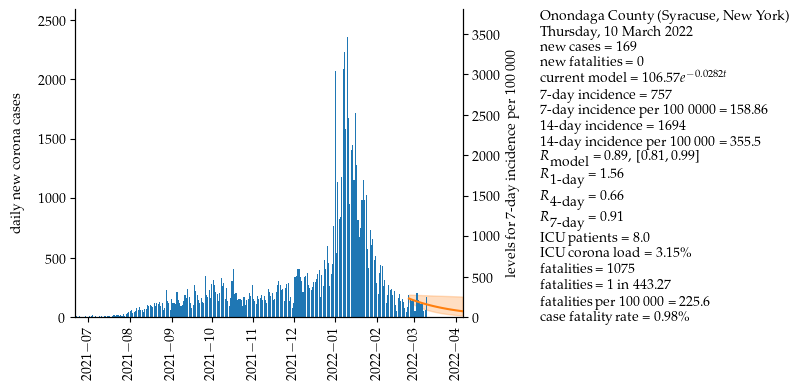 Onondaga County (Syracuse, New York)
Thursday, 10 March 2022
new cases = 169
new fatalities = 0
current model = 106.57e^{−0.0282t}
7-day incidence = 757
7-day incidence per 100 0000 = 158.86
14-day incidence = 1694
14-day incidence per 100 000 = 355.5
R_model = 0.89, [0.81, 0.99]
R_1-day = 1.56
R_4-day = 0.66
R_7-day = 0.91
ICU patients = 8.0
ICU corona load = 3.15%
fatalities = 1075
fatalities = 1 in 443.27
fatalities per 100 000 = 225.6
case fatality rate = 0.98%
daily new corona cases
0
500
1000
1500
2000
2500
levels for 7-day incidence per 100 000
0
500
1000
1500
2000
2500
3000
3500
2021−07
2021−08
2021−09
2021−10
2021−11
2021−12
2022−01
2022−02
2022−03
2022−04